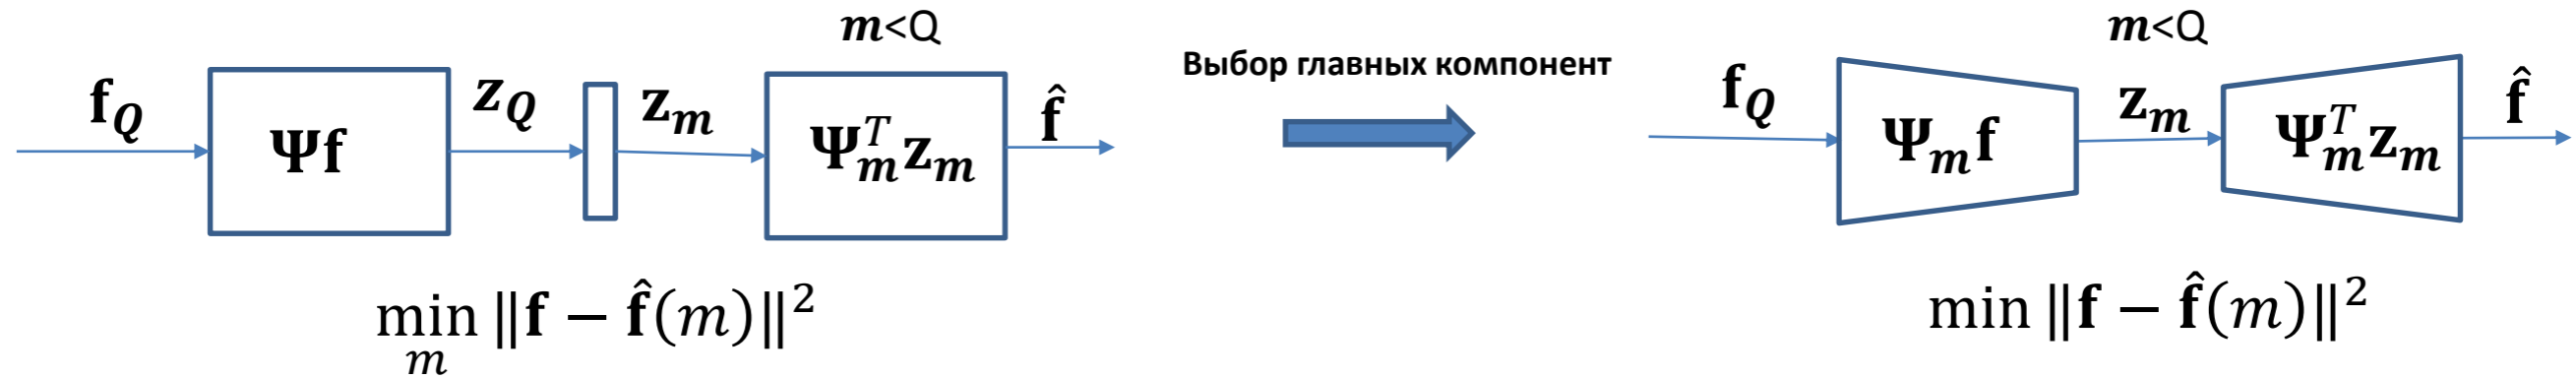 m<Q
f_Q
Ψf
z_Q
z_m
Ψ_m^T z_m
f̂
min_m ‖f − f̂(m)‖²
Выбор главных компонент
m<Q
f_Q
Ψ_m f
z_m
Ψ_m^T z_m
f̂
min ‖f − f̂(m)‖²